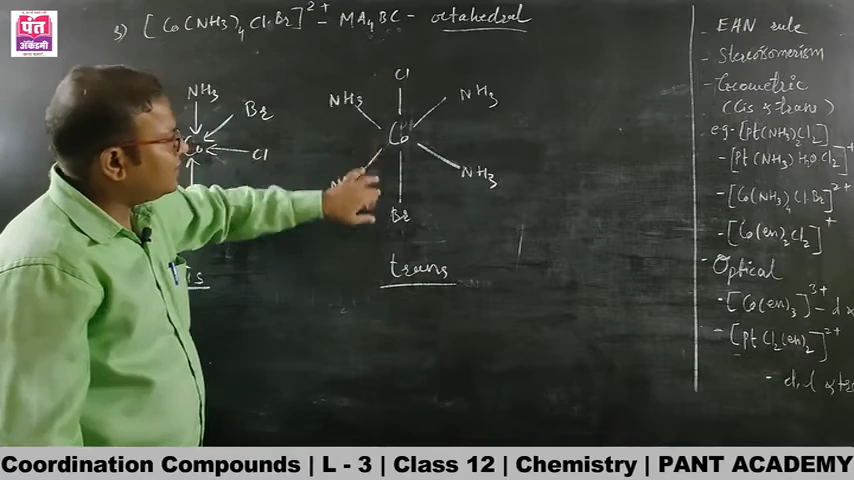 पंत
अ‍ॅकॅडमी
3) [Co(NH3)4 Cl.Br]2+ - MA4BC - octahedral
NH3
Br
Co
Cl
Cl
NH3
NH3
Co
NH3
Br
trans
- EAN rule
- Stereoisomerism
- Geometric
(Cis & trans)
eg - [Pt(NH3)2Cl2]
- [Pt(NH3) H2O Cl2]+
- [Co(NH3)4 Cl.Br]2+
- [Co(en)2Cl2]+
Optical
- [Co(en)3]3+ - d
- [Pt Cl2(en)2]2+
- d, l
Coordination Compounds | L - 3 | Class 12 | Chemistry | PANT ACADEMY